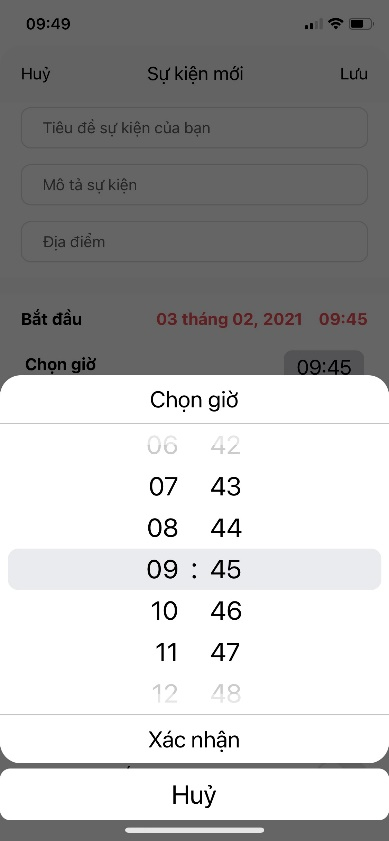 09:49
Huỷ Sự kiện mới Lưu
Tiêu đề sự kiện của bạn
Mô tả sự kiện
Địa điểm
Bắt đầu 03 tháng 02, 2021 09:45
Chọn giờ 09:45
Chọn giờ
06 42
07 43
08 44
09 : 45
10 46
11 47
12 48
Xác nhận
Huỷ